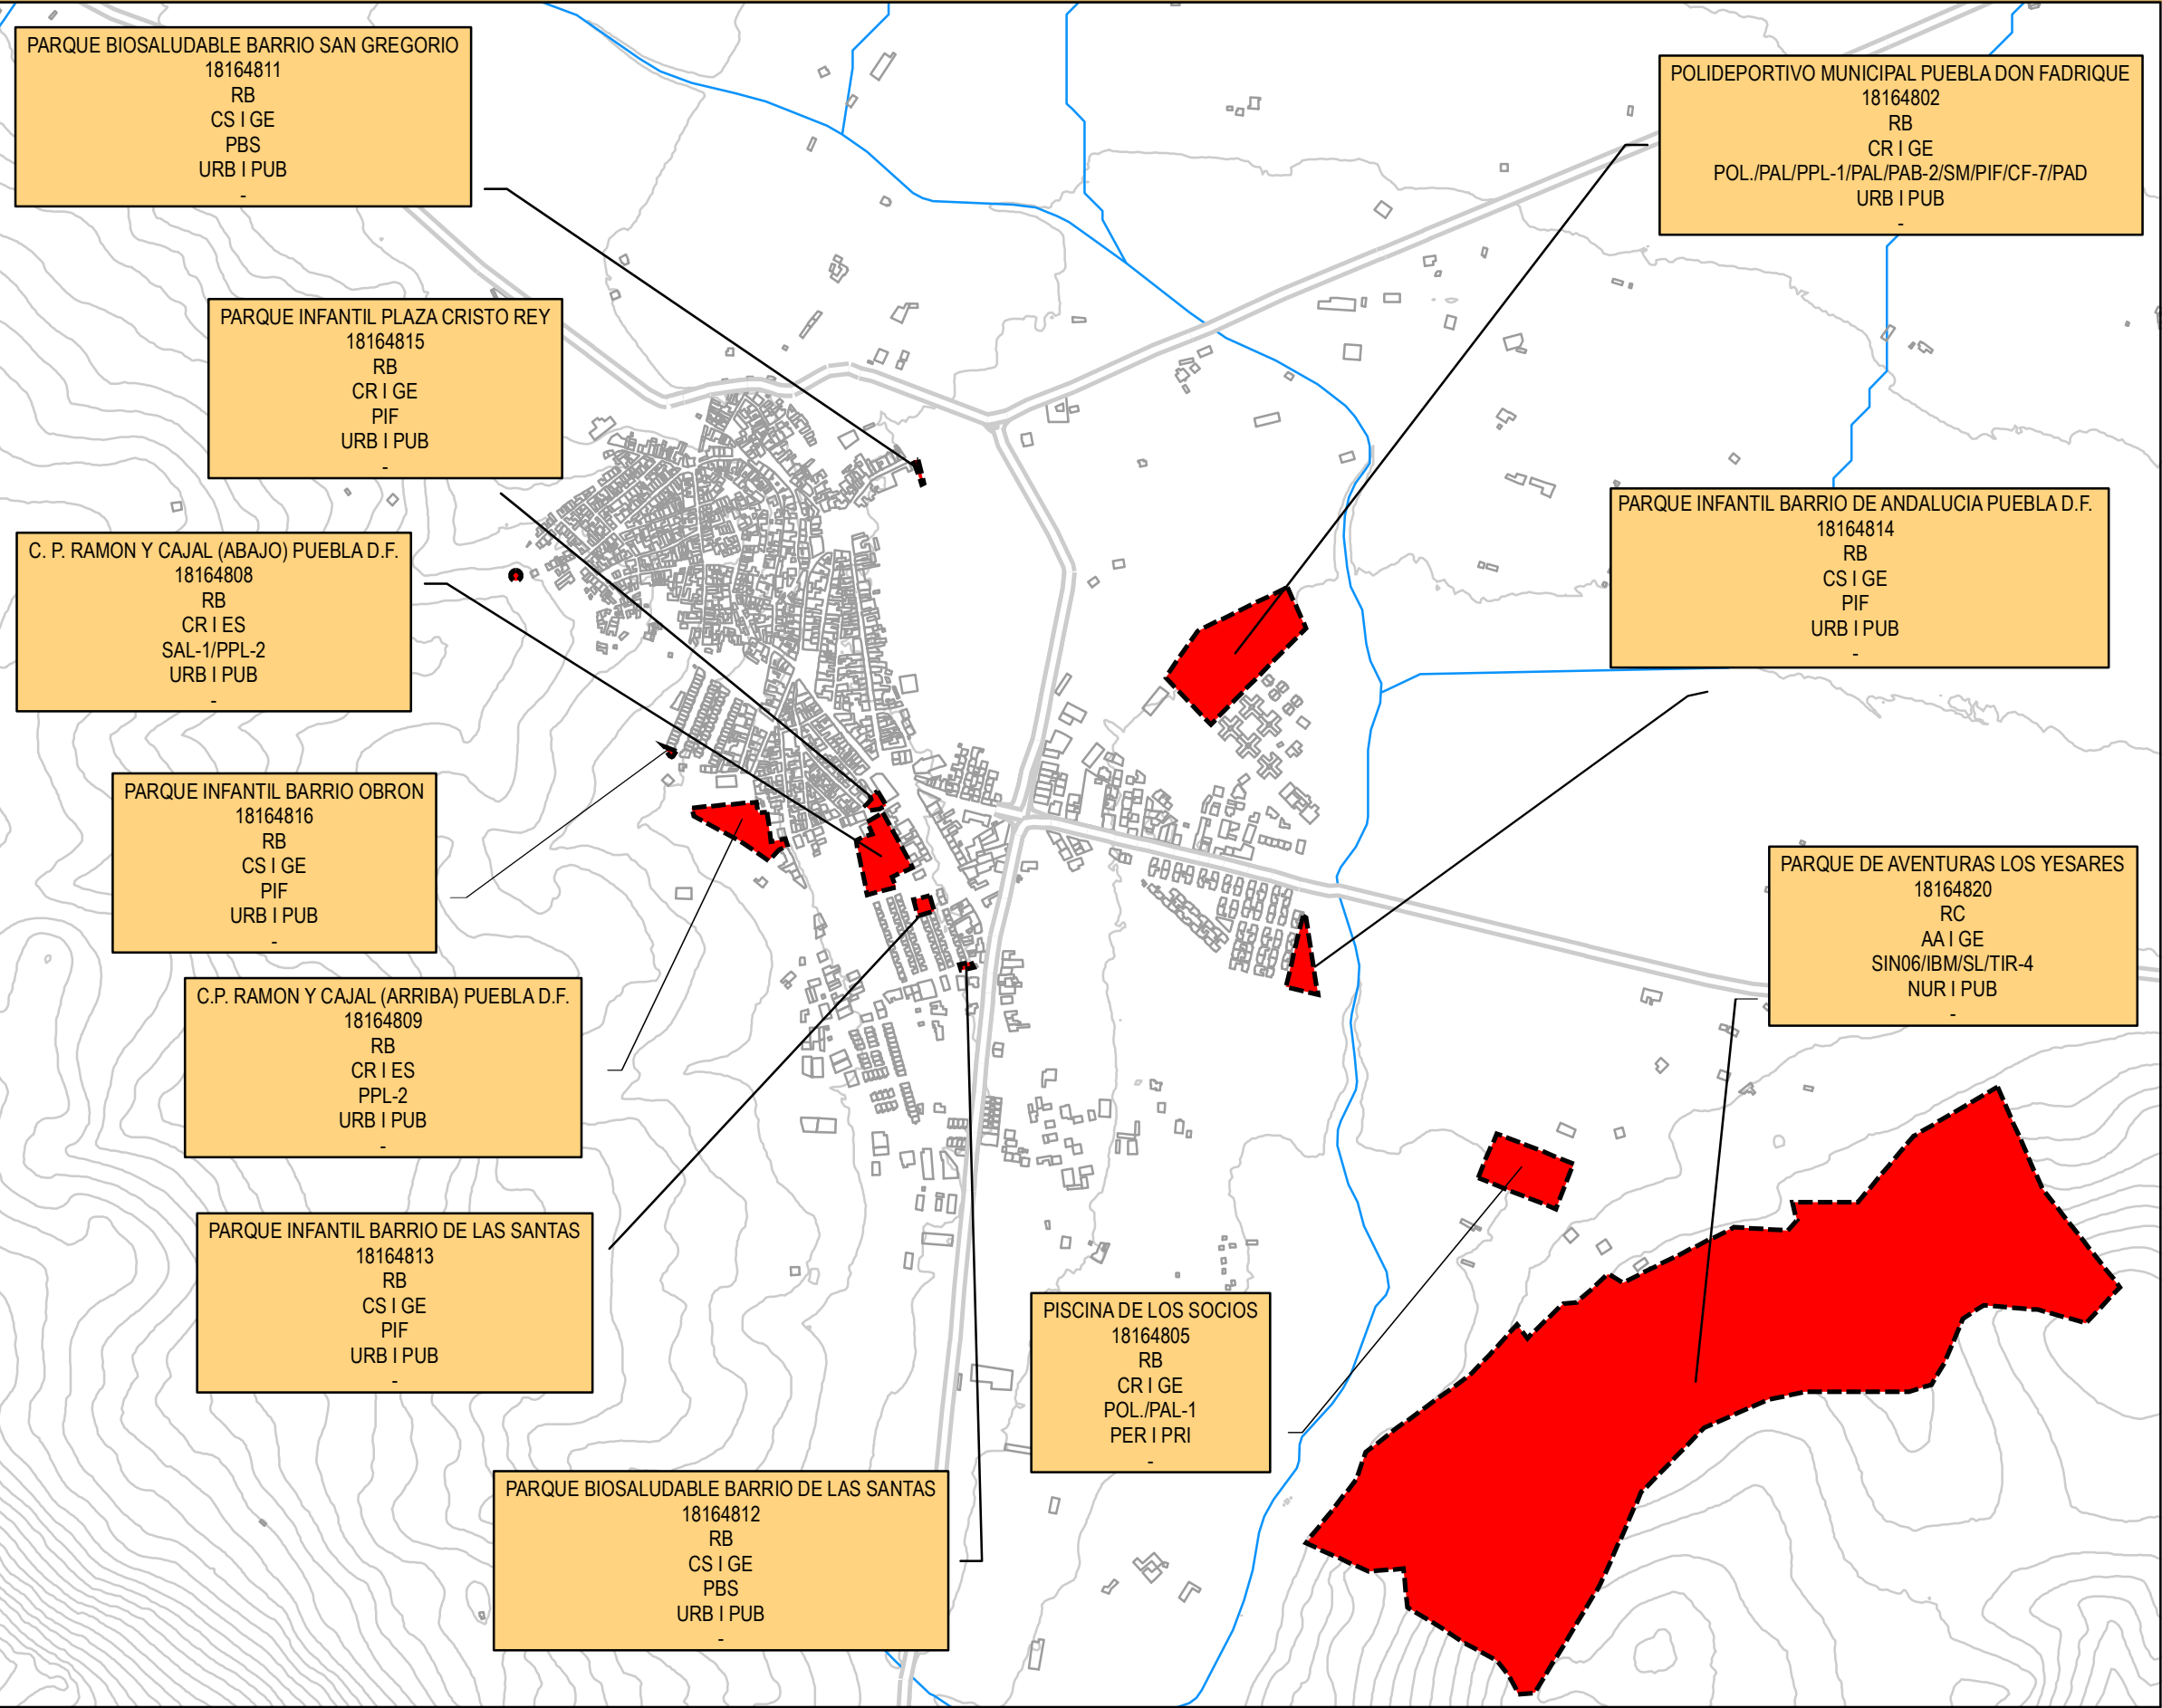 PARQUE BIOSALUDABLE BARRIO SAN GREGORIO
18164811
RB
CS I GE
PBS
URB I PUB
-
POLIDEPORTIVO MUNICIPAL PUEBLA DON FADRIQUE
18164802
RB
CR I GE
POL./PAL/PPL-1/PAL/PAB-2/SM/PIF/CF-7/PAD
URB I PUB
-
PARQUE INFANTIL PLAZA CRISTO REY
18164815
RB
CR I GE
PIF
URB I PUB
-
PARQUE INFANTIL BARRIO DE ANDALUCIA PUEBLA D.F.
18164814
RB
CS I GE
PIF
URB I PUB
-
C. P. RAMON Y CAJAL (ABAJO) PUEBLA D.F.
18164808
RB
CR I ES
SAL-1/PPL-2
URB I PUB
-
PARQUE INFANTIL BARRIO OBRON
18164816
RB
CS I GE
PIF
URB I PUB
-
PARQUE DE AVENTURAS LOS YESARES
18164820
RC
AA I GE
SIN06/IBM/SL/TIR-4
NUR I PUB
-
C.P. RAMON Y CAJAL (ARRIBA) PUEBLA D.F.
18164809
RB
CR I ES
PPL-2
URB I PUB
-
PARQUE INFANTIL BARRIO DE LAS SANTAS
18164813
RB
CS I GE
PIF
URB I PUB
-
PISCINA DE LOS SOCIOS
18164805
RB
CR I GE
POL./PAL-1
PER I PRI
-
PARQUE BIOSALUDABLE BARRIO DE LAS SANTAS
18164812
RB
CS I GE
PBS
URB I PUB
-